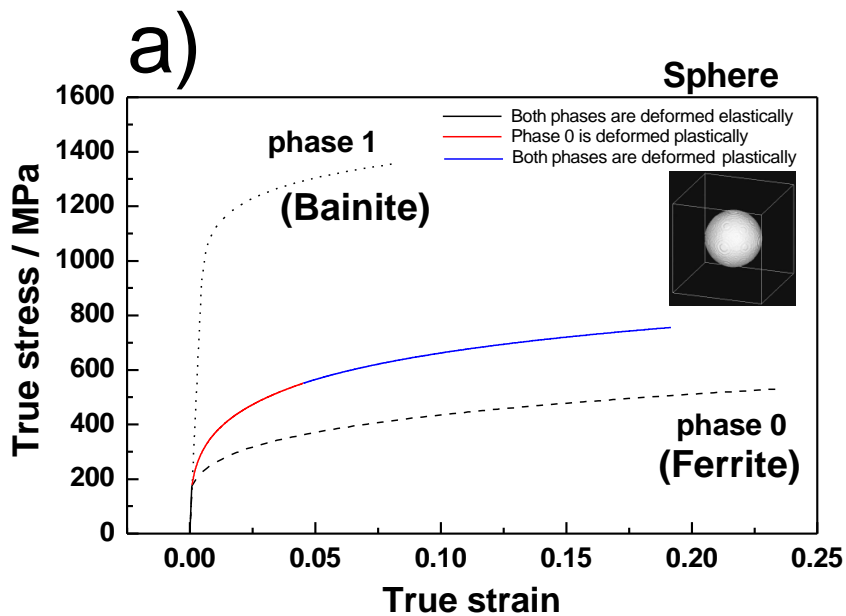 a)
Sphere
1600
1400
1200
1000
800
600
400
200
0
True stress / MPa
Both phases are deformed elastically
Phase 0 is deformed plastically
Both phases are deformed plastically
phase 1
(Bainite)
phase 0
(Ferrite)
0.00 0.05 0.10 0.15 0.20 0.25
True strain